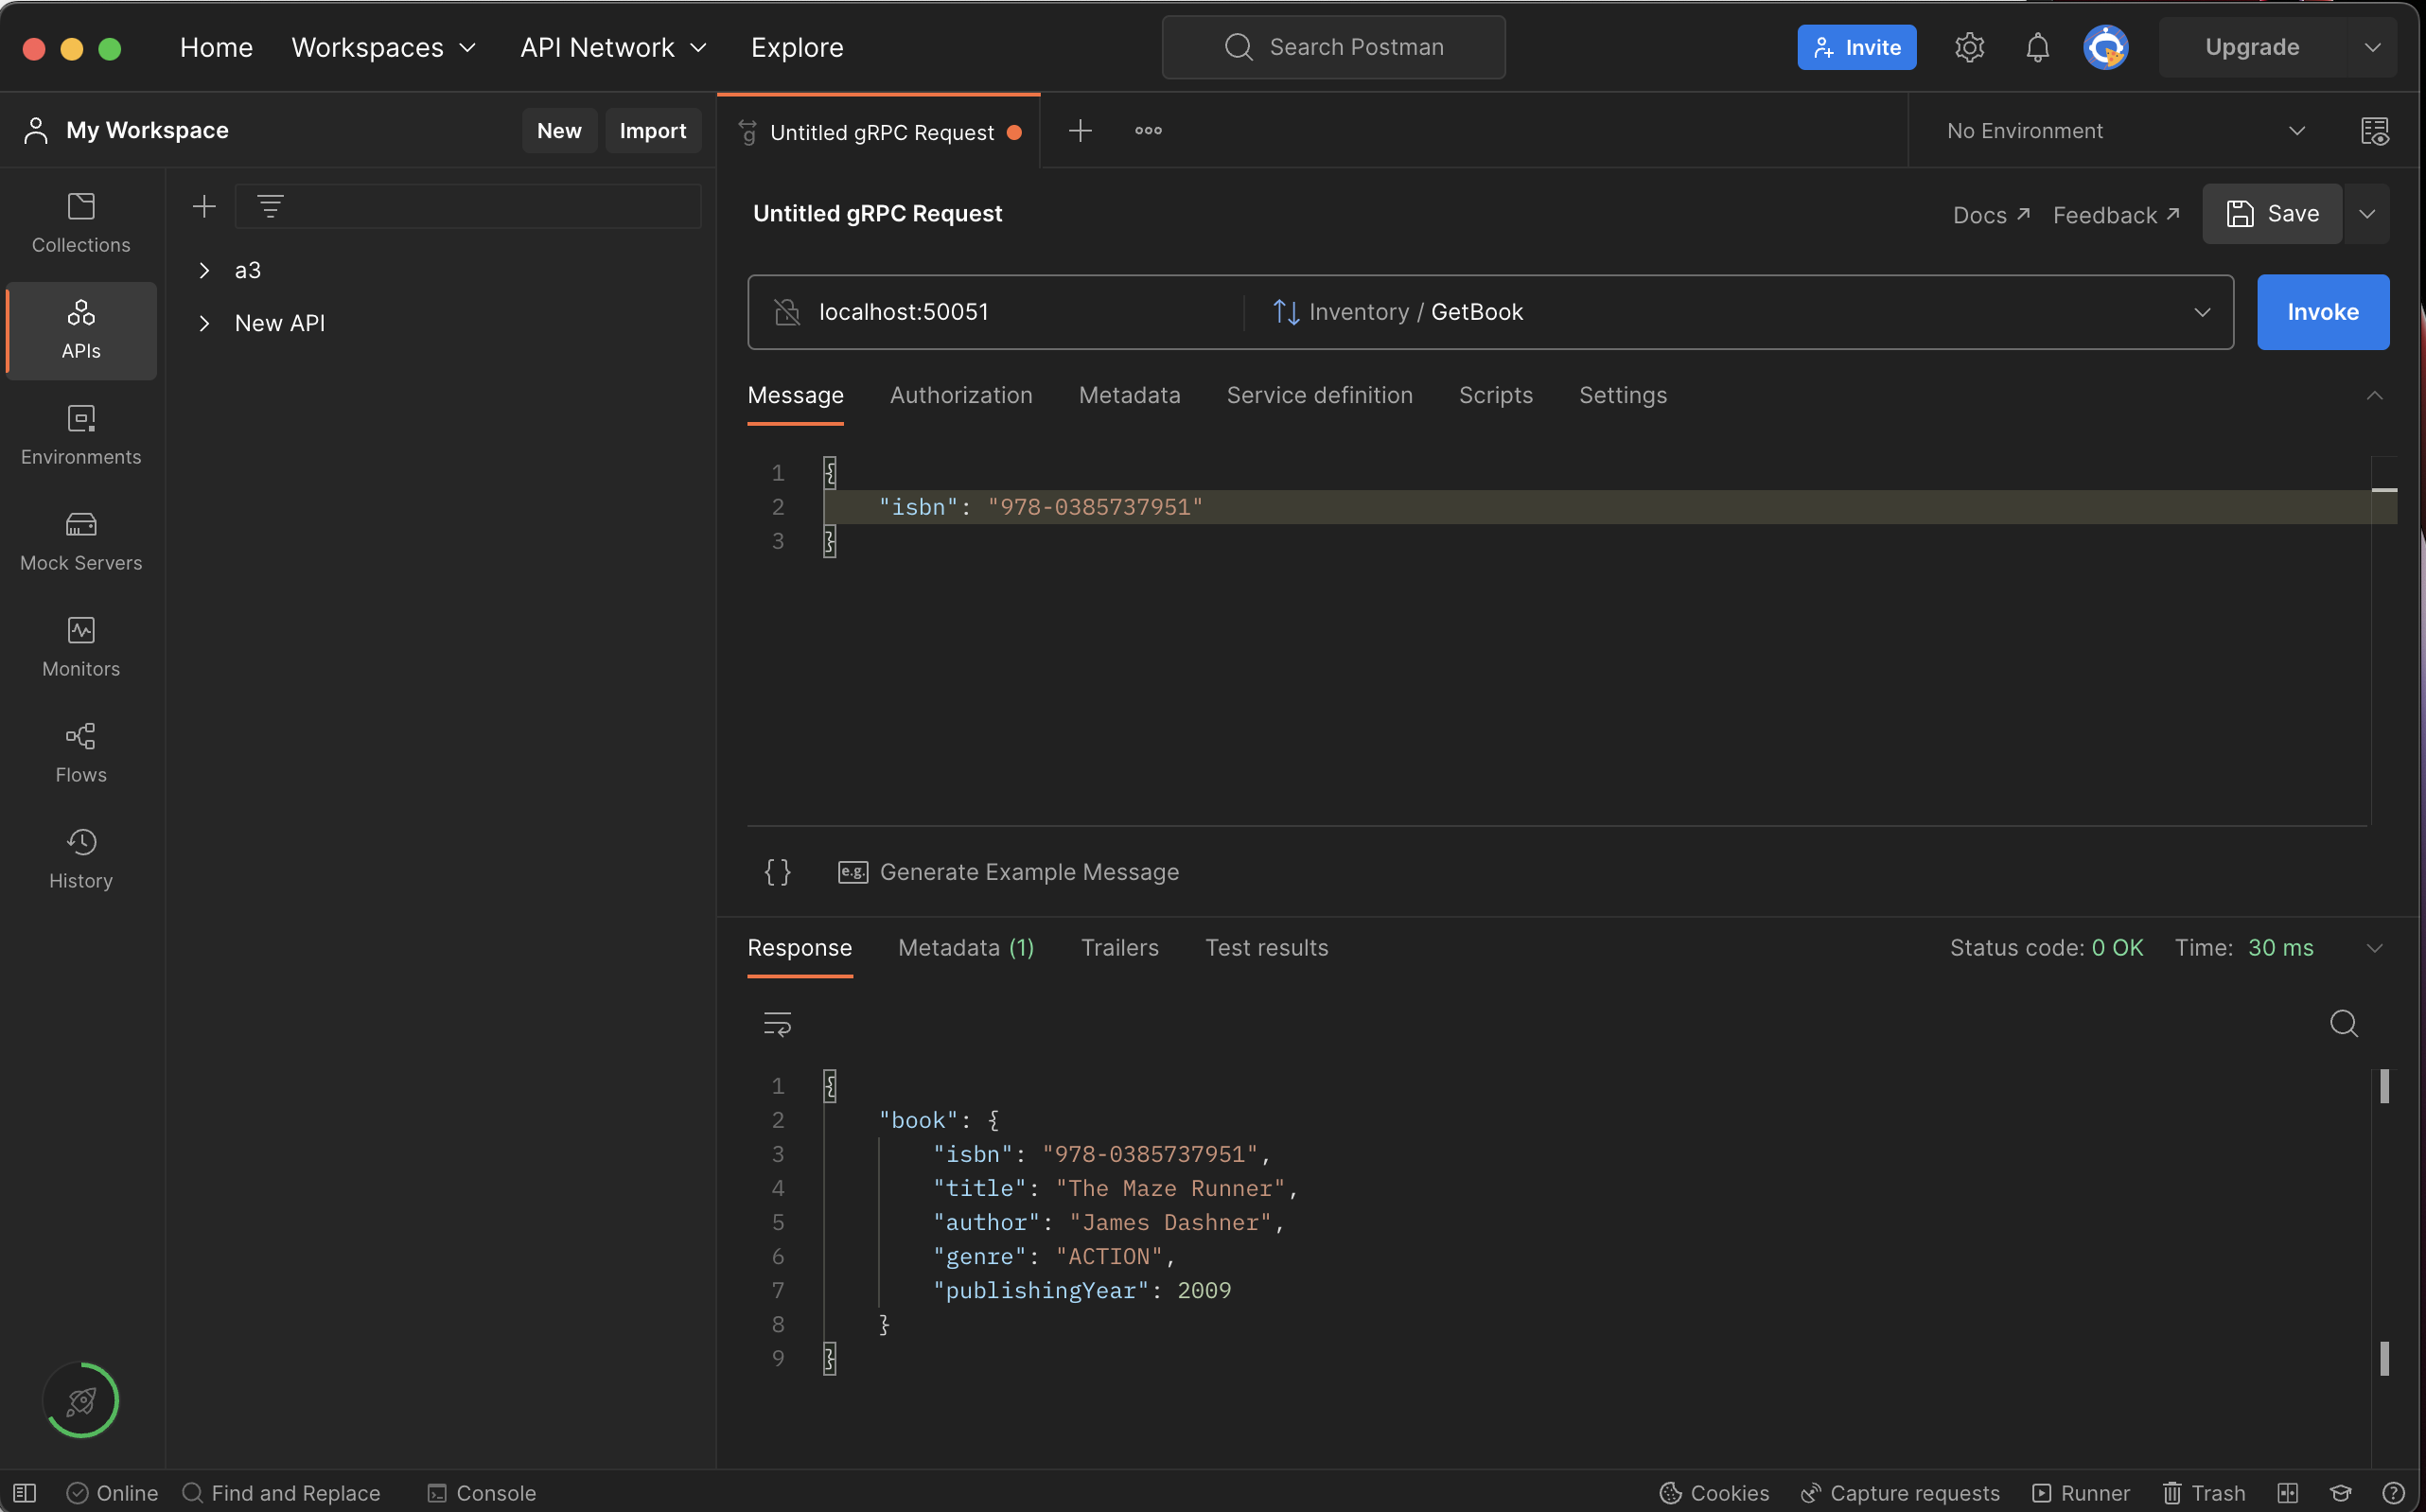 Home Workspaces API Network Explore Search Postman Invite Upgrade
My Workspace New Import g Untitled gRPC Request No Environment
Untitled gRPC Request Docs Feedback Save
Collections
a3
New API
APIs
Environments
Mock Servers
Monitors
Flows
History
localhost:50051 Inventory / GetBook Invoke
Message Authorization Metadata Service definition Scripts Settings
1 {
2 "isbn": "978-0385737951"
3 }
{} e.g. Generate Example Message
Response Metadata (1) Trailers Test results Status code: 0 OK Time: 30 ms
1 {
2 "book": {
3 "isbn": "978-0385737951",
4 "title": "The Maze Runner",
5 "author": "James Dashner",
6 "genre": "ACTION",
7 "publishingYear": 2009
8 }
9 }
Online Find and Replace Console Cookies Capture requests Runner Trash